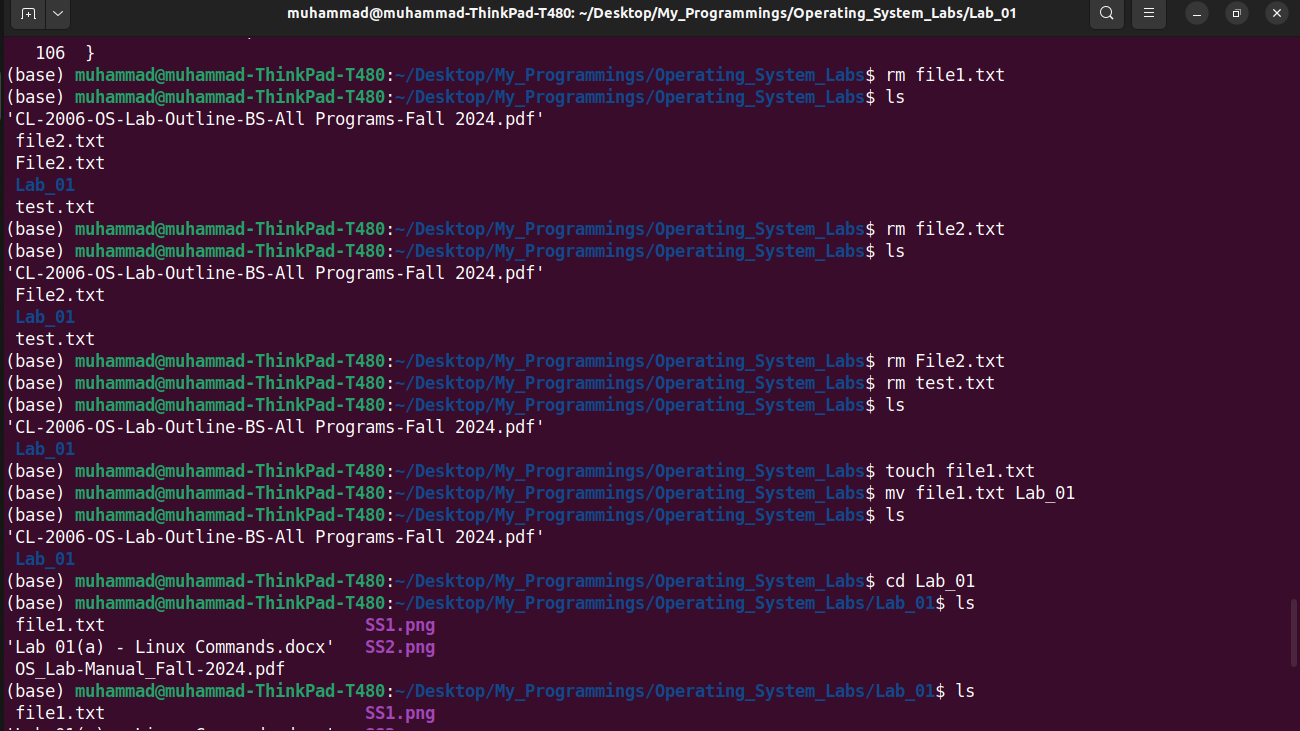 muhammad@muhammad-ThinkPad-T480: ~/Desktop/My_Programmings/Operating_System_Labs/Lab_01
106  }
(base) muhammad@muhammad-ThinkPad-T480:~/Desktop/My_Programmings/Operating_System_Labs$ rm file1.txt
(base) muhammad@muhammad-ThinkPad-T480:~/Desktop/My_Programmings/Operating_System_Labs$ ls
'CL-2006-OS-Lab-Outline-BS-All Programs-Fall 2024.pdf'
file2.txt
File2.txt
Lab_01
test.txt
(base) muhammad@muhammad-ThinkPad-T480:~/Desktop/My_Programmings/Operating_System_Labs$ rm file2.txt
(base) muhammad@muhammad-ThinkPad-T480:~/Desktop/My_Programmings/Operating_System_Labs$ ls
'CL-2006-OS-Lab-Outline-BS-All Programs-Fall 2024.pdf'
File2.txt
Lab_01
test.txt
(base) muhammad@muhammad-ThinkPad-T480:~/Desktop/My_Programmings/Operating_System_Labs$ rm File2.txt
(base) muhammad@muhammad-ThinkPad-T480:~/Desktop/My_Programmings/Operating_System_Labs$ rm test.txt
(base) muhammad@muhammad-ThinkPad-T480:~/Desktop/My_Programmings/Operating_System_Labs$ ls
'CL-2006-OS-Lab-Outline-BS-All Programs-Fall 2024.pdf'
Lab_01
(base) muhammad@muhammad-ThinkPad-T480:~/Desktop/My_Programmings/Operating_System_Labs$ touch file1.txt
(base) muhammad@muhammad-ThinkPad-T480:~/Desktop/My_Programmings/Operating_System_Labs$ mv file1.txt Lab_01
(base) muhammad@muhammad-ThinkPad-T480:~/Desktop/My_Programmings/Operating_System_Labs$ ls
'CL-2006-OS-Lab-Outline-BS-All Programs-Fall 2024.pdf'
Lab_01
(base) muhammad@muhammad-ThinkPad-T480:~/Desktop/My_Programmings/Operating_System_Labs$ cd Lab_01
(base) muhammad@muhammad-ThinkPad-T480:~/Desktop/My_Programmings/Operating_System_Labs/Lab_01$ ls
file1.txt SS1.png
'Lab 01(a) - Linux Commands.docx' SS2.png
OS_Lab-Manual_Fall-2024.pdf
(base) muhammad@muhammad-ThinkPad-T480:~/Desktop/My_Programmings/Operating_System_Labs/Lab_01$ ls
file1.txt SS1.png